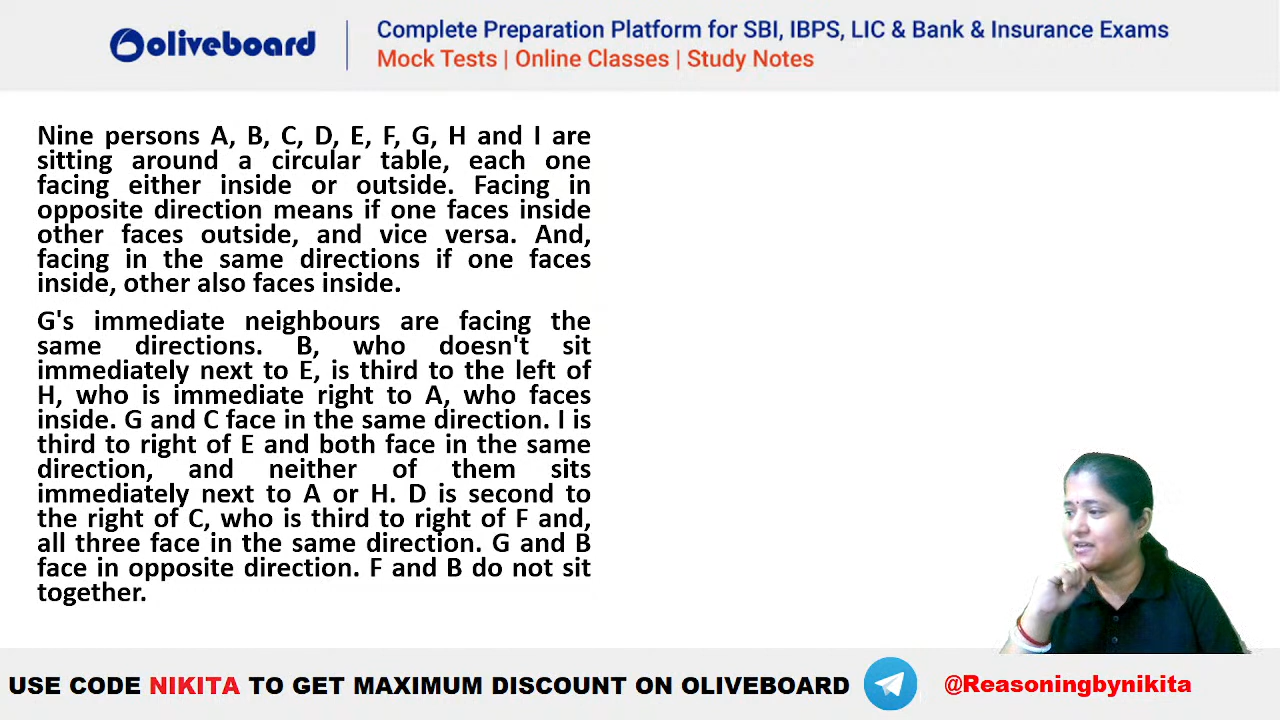 oliveboard
Complete Preparation Platform for SBI, IBPS, LIC & Bank & Insurance Exams
Mock Tests | Online Classes | Study Notes
Nine persons A, B, C, D, E, F, G, H and I are
sitting around a circular table, each one
facing either inside or outside. Facing in
opposite direction means if one faces inside
other faces outside, and vice versa. And,
facing in the same directions if one faces
inside, other also faces inside.
G's immediate neighbours are facing the
same directions. B, who doesn't sit
immediately next to E, is third to the left of
H, who is immediate right to A, who faces
inside. G and C face in the same direction. I is
third to right of E and both face in the same
direction, and neither of them sits
immediately next to A or H. D is second to
the right of C, who is third to right of F and,
all three face in the same direction. G and B
face in opposite direction. F and B do not sit
together.
USE CODE NIKITA TO GET MAXIMUM DISCOUNT ON OLIVEBOARD
@Reasoningbynikita